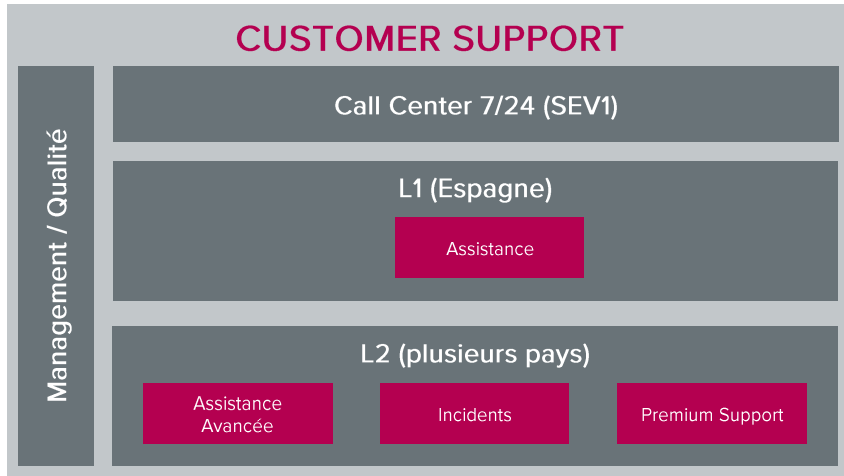 CUSTOMER SUPPORT
Management / Qualité
Call Center 7/24 (SEV1)
L1 (Espagne)
Assistance
L2 (plusieurs pays)
Assistance
Avancée
Incidents
Premium Support